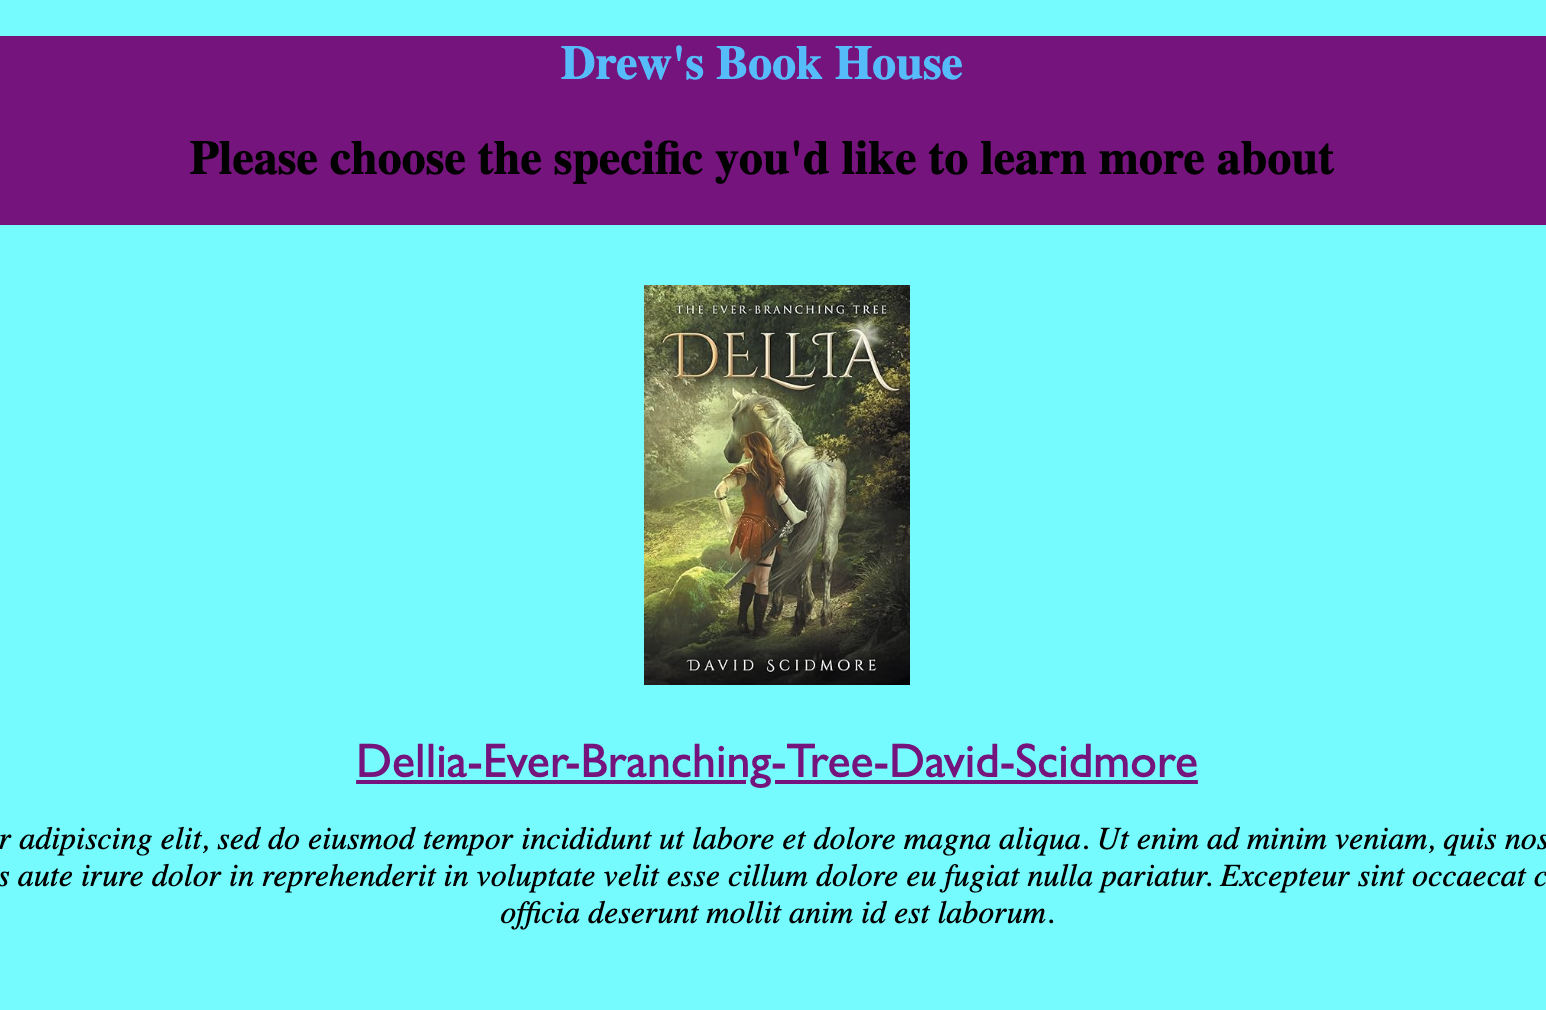 Drew's Book House
Please choose the specific you'd like to learn more about
THE EVER-BRANCHING TREE
DELLIA
DAVID SCIDMORE
Dellia-Ever-Branching-Tree-David-Scidmore
r adipiscing elit, sed do eiusmod tempor incididunt ut labore et dolore magna aliqua. Ut enim ad minim veniam, quis nos
s aute irure dolor in reprehenderit in voluptate velit esse cillum dolore eu fugiat nulla pariatur. Excepteur sint occaecat c
officia deserunt mollit anim id est laborum.